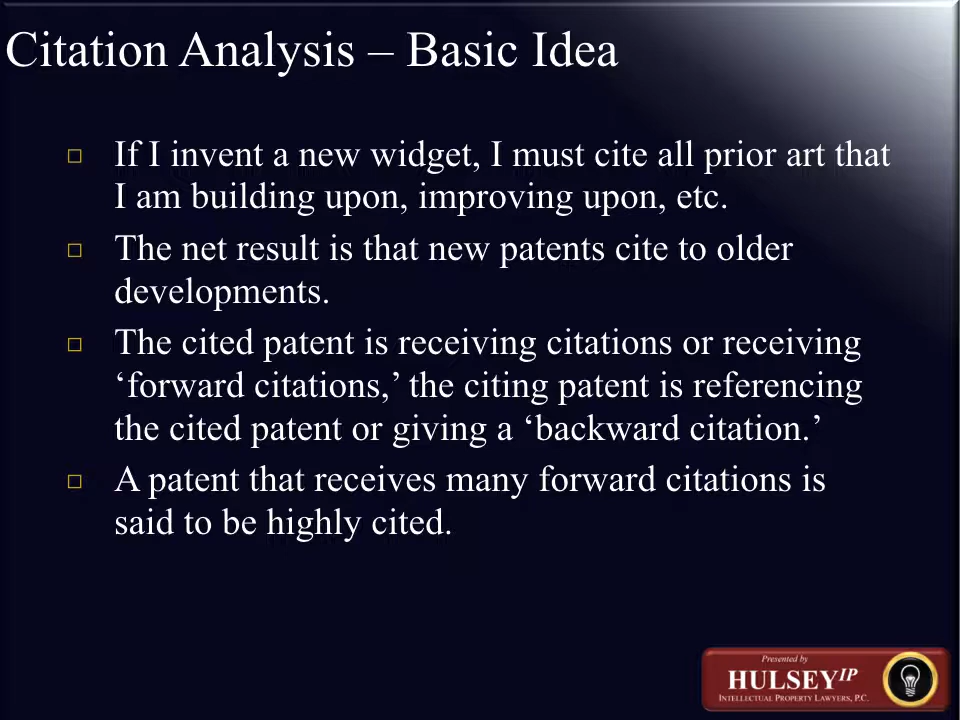 Citation Analysis – Basic Idea
If I invent a new widget, I must cite all prior art that
I am building upon, improving upon, etc.
The net result is that new patents cite to older
developments.
The cited patent is receiving citations or receiving
‘forward citations,’ the citing patent is referencing
the cited patent or giving a ‘backward citation.’
A patent that receives many forward citations is
said to be highly cited.
Presented by
HULSEY IP
INTELLECTUAL PROPERTY LAWYERS, P.C.